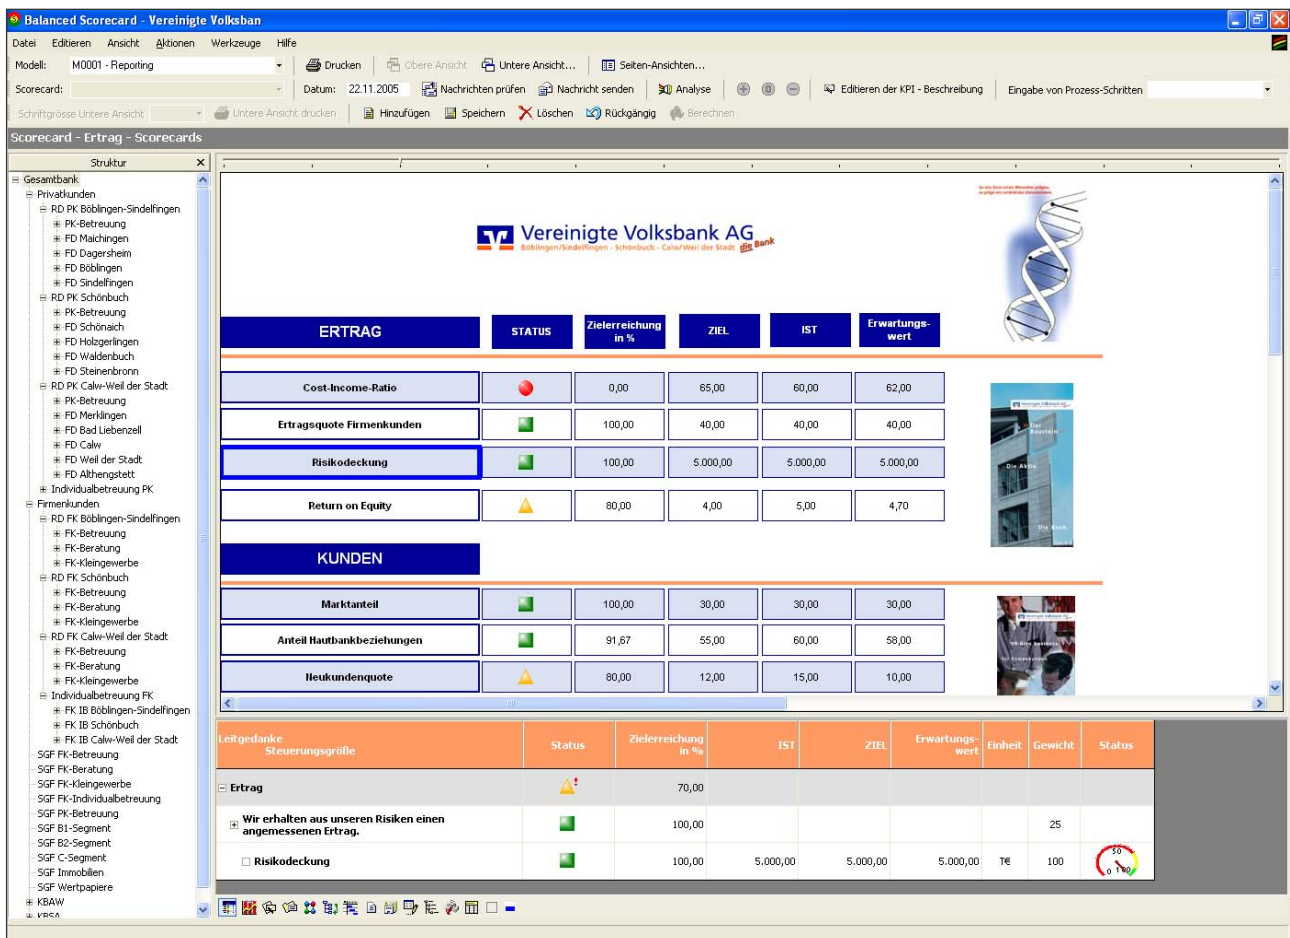 Balanced Scorecard - Vereinigte Volksban
Datei Editieren Ansicht Aktionen Werkzeuge Hilfe
Modell: M0001 - Reporting Drucken Obere Ansicht Untere Ansicht... Seiten-Ansichten...
Scorecard: Datum: 22.11.2005 Nachrichten prüfen Nachricht senden Analyse Editieren der KPI - Beschreibung Eingabe von Prozess-Schritten
Schriftgrösse Untere Ansicht Untere Ansicht drucken Hinzufügen Speichern Löschen Rückgängig Berechnen
Scorecard - Ertrag - Scorecards
Struktur
Gesamtbank
Privatkunden
RD PK Böblingen-Sindelfingen
PK-Betreuung
FD Maichingen
FD Dagersheim
FD Böblingen
FD Sindelfingen
RD PK Schönbuch
PK-Betreuung
FD Schönaich
FD Holzgerlingen
FD Waldenbuch
FD Steinenbronn
RD PK Calw-Weil der Stadt
PK-Betreuung
FD Merklingen
FD Bad Liebenzell
FD Calw
FD Weil der Stadt
FD Althengstett
Individualbetreuung PK
Firmenkunden
RD FK Böblingen-Sindelfingen
FK-Betreuung
FK-Beratung
FK-Kleingewerbe
RD FK Schönbuch
FK-Betreuung
FK-Beratung
FK-Kleingewerbe
RD FK Calw-Weil der Stadt
FK-Betreuung
FK-Beratung
FK-Kleingewerbe
Individualbetreuung FK
FK IB Böblingen-Sindelfingen
FK IB Schönbuch
FK IB Calw-Weil der Stadt
SGF FK-Betreuung
SGF FK-Beratung
SGF FK-Kleingewerbe
SGF FK-Individualbetreuung
SGF PK-Betreuung
SGF B1-Segment
SGF B2-Segment
SGF C-Segment
SGF Immobilien
SGF Wertpapiere
KBAW
KBSA
Vereinigte Volksbank AG
Böblingen/Sindelfingen - Schönbuch - Calw/Weil der Stadt die Bank
ERTRAG STATUS Zielerreichung in % ZIEL IST Erwartungs-wert
Cost-Income-Ratio 0,00 65,00 60,00 62,00
Ertragsquote Firmenkunden 100,00 40,00 40,00 40,00
Risikodeckung 100,00 5.000,00 5.000,00 5.000,00
Return on Equity 80,00 4,00 5,00 4,70
Der Baustein
Die Aktie.
Die Bank.
KUNDEN
Marktanteil 100,00 30,00 30,00 30,00
Anteil Hautbankbeziehungen 91,67 55,00 60,00 58,00
Neukundenquote 80,00 12,00 15,00 10,00
Leitgedanke
Steuerungsgröße Status Zielerreichung in % IST ZIEL Erwartungs-wert Einheit Gewicht Status
Ertrag 70,00
Wir erhalten aus unseren Risiken einen
angemessenen Ertrag. 100,00 25
Risikodeckung 100,00 5.000,00 5.000,00 5.000,00 T€ 100 50 0 100